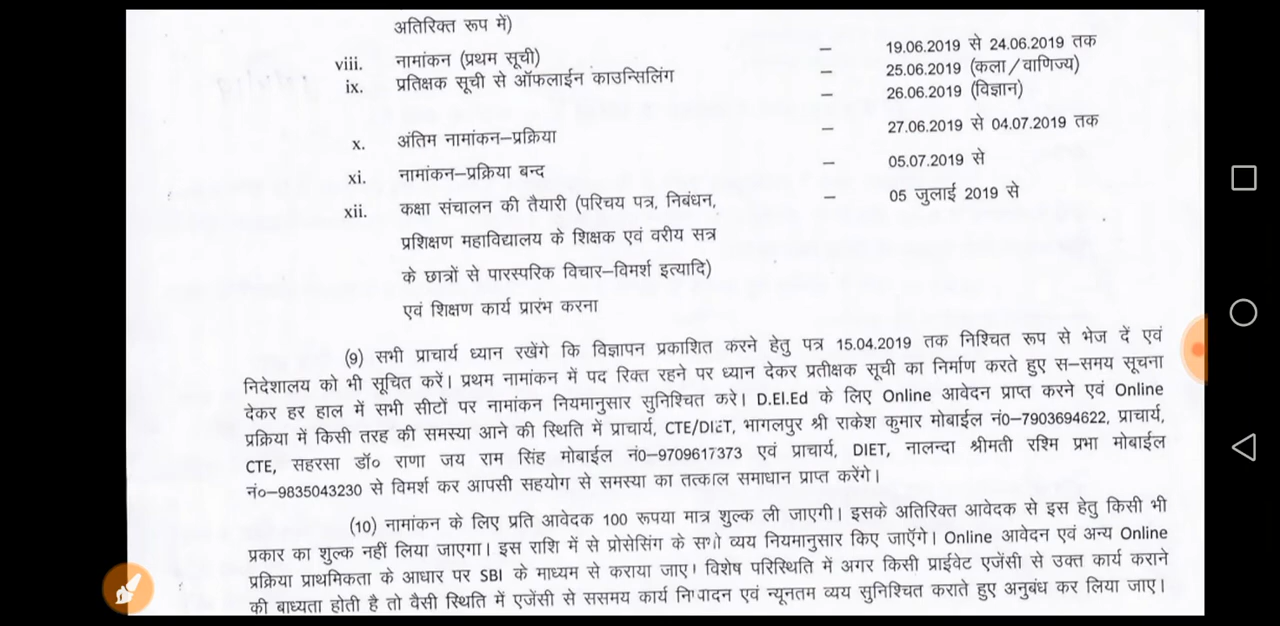 अतिरिक्त रूप में)
viii. नामांकन (प्रथम सूची) – 19.06.2019 से 24.06.2019 तक
ix. प्रतिक्षक सूची से ऑफलाईन काउन्सिलिंग – 25.06.2019 (कला/वाणिज्य)
– 26.06.2019 (विज्ञान)
x. अंतिम नामांकन–प्रक्रिया – 27.06.2019 से 04.07.2019 तक
xi. नामांकन–प्रक्रिया बन्द – 05.07.2019 से
xii. कक्षा संचालन की तैयारी (परिचय पत्र, निबंधन, – 05 जुलाई 2019 से
प्रशिक्षण महाविद्यालय के शिक्षक एवं वरीय सत्र
के छात्रों से पारस्परिक विचार–विमर्श इत्यादि)
एवं शिक्षण कार्य प्रारंभ करना
(9) सभी प्राचार्य ध्यान रखेंगे कि विज्ञापन प्रकाशित करने हेतु पत्र 15.04.2019 तक निश्चित रूप से भेज दें एवं
निदेशालय को भी सूचित करें। प्रथम नामांकन में पद रिक्त रहने पर ध्यान देकर प्रतीक्षक सूची का निर्माण करते हुए स–समय सूचना
देकर हर हाल में सभी सीटों पर नामांकन नियमानुसार सुनिश्चित करे। D.El.Ed के लिए Online आवेदन प्राप्त करने एवं Online
प्रक्रिया में किसी तरह की समस्या आने की स्थिति में प्राचार्य, CTE/DIET, भागलपुर श्री राकेश कुमार मोबाईल नं0–7903694622, प्राचार्य,
CTE, सहरसा डॉ० राणा जय राम सिंह मोबाईल नं0–9709617373 एवं प्राचार्य, DIET, नालन्दा श्रीमती रश्मि प्रभा मोबाईल
नं०–9835043230 से विमर्श कर आपसी सहयोग से समस्या का तत्काल समाधान प्राप्त करेंगे।
(10) नामांकन के लिए प्रति आवेदक 100 रूपया मात्र शुल्क ली जाएगी। इसके अतिरिक्त आवेदक से इस हेतु किसी भी
प्रकार का शुल्क नहीं लिया जाएगा। इस राशि में से प्रोसेसिंग के सभी व्यय नियमानुसार किए जाऍगे। Online आवेदन एवं अन्य Online
प्रक्रिया प्राथमिकता के आधार पर SBI के माध्यम से कराया जाए। विशेष परिस्थिति में अगर किसी प्राईवेट एजेंसी से उक्त कार्य कराने
की बाध्यता होती है तो वैसी स्थिति में एजेंसी से ससमय कार्य निष्पादन एवं न्यूनतम व्यय सुनिश्चित कराते हुए अनुबंध कर लिया जाए।